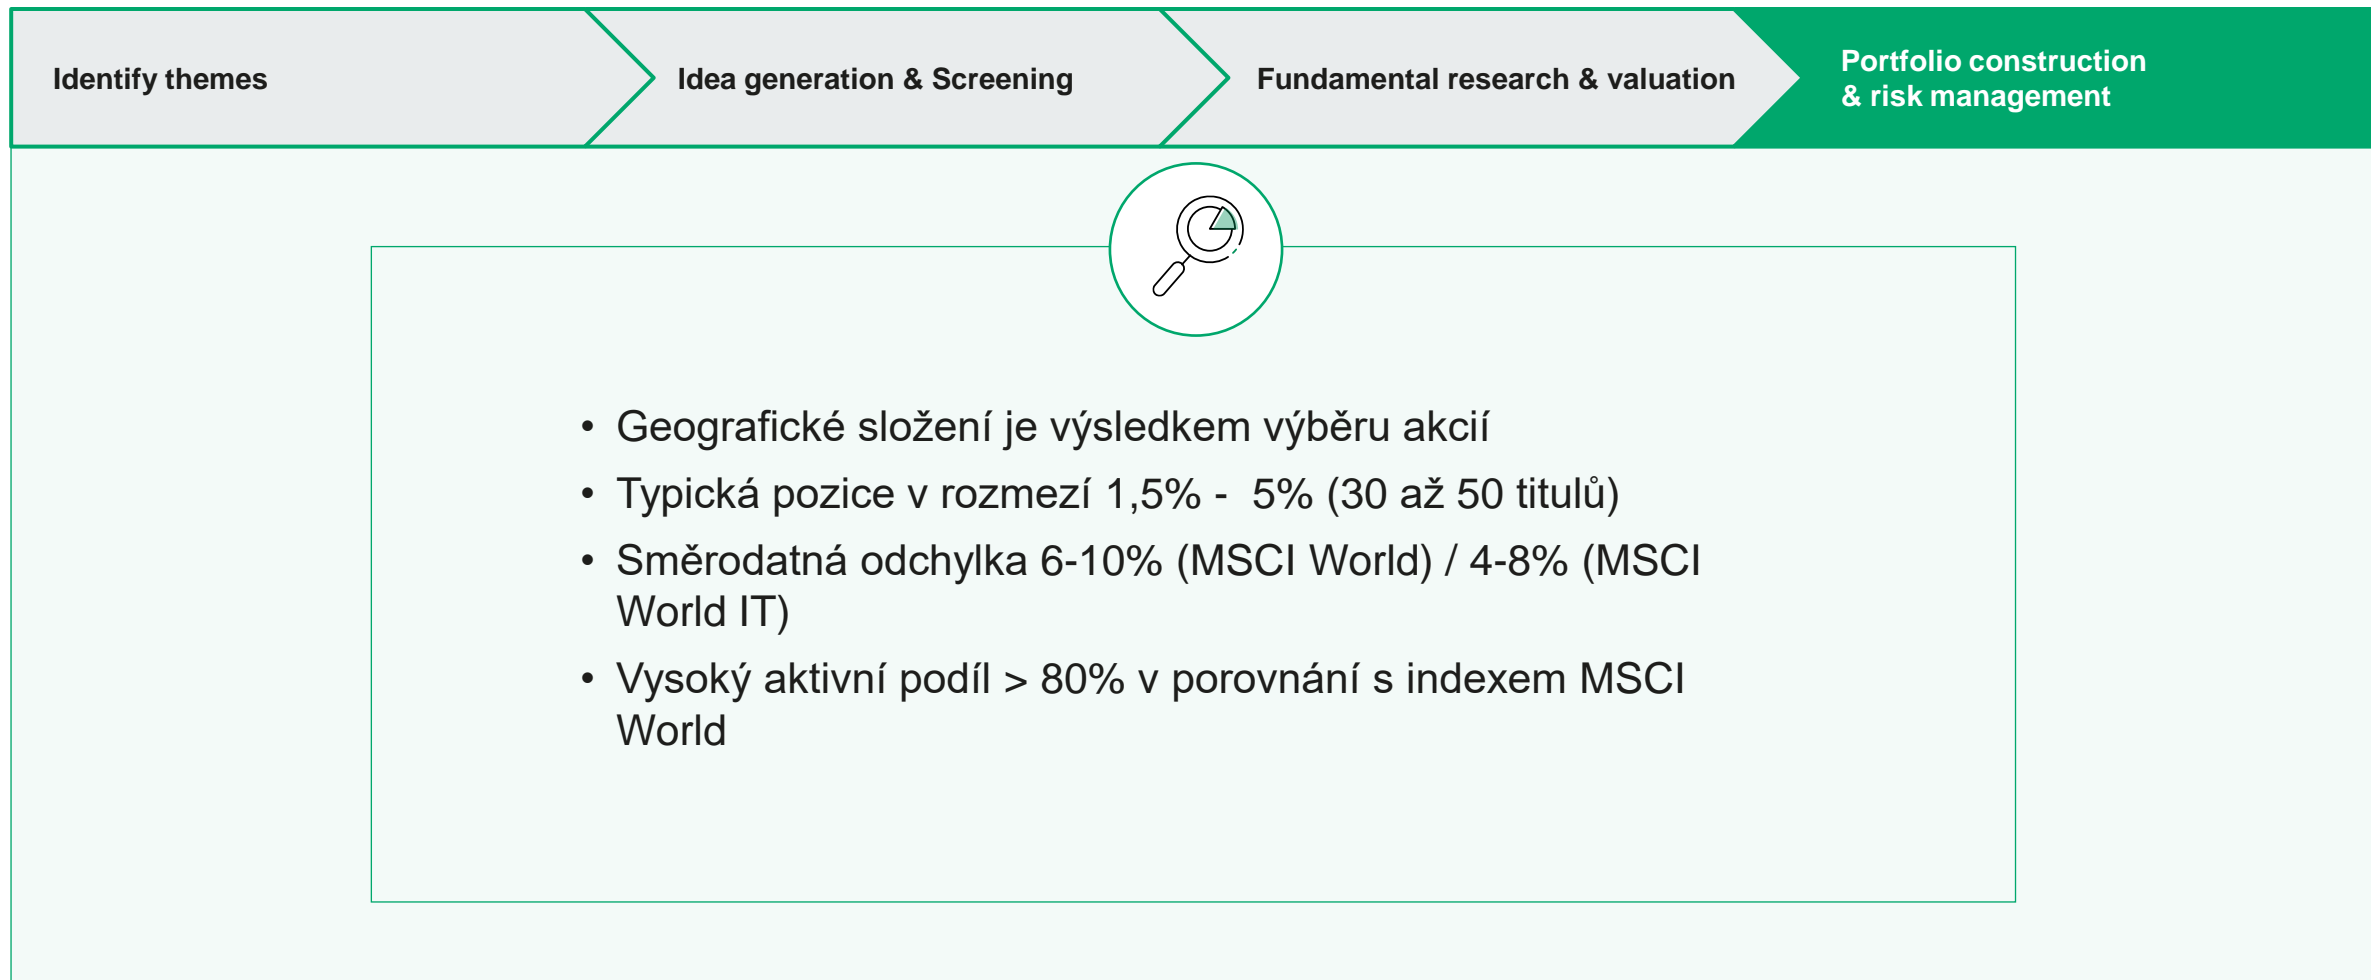 Identify themes
Idea generation & Screening
Fundamental research & valuation
Portfolio construction
& risk management
• Geografické složení je výsledkem výběru akcií
• Typická pozice v rozmezí 1,5% -  5% (30 až 50 titulů)
• Směrodatná odchylka 6-10% (MSCI World) / 4-8% (MSCI
World IT)
• Vysoký aktivní podíl > 80% v porovnání s indexem MSCI
World